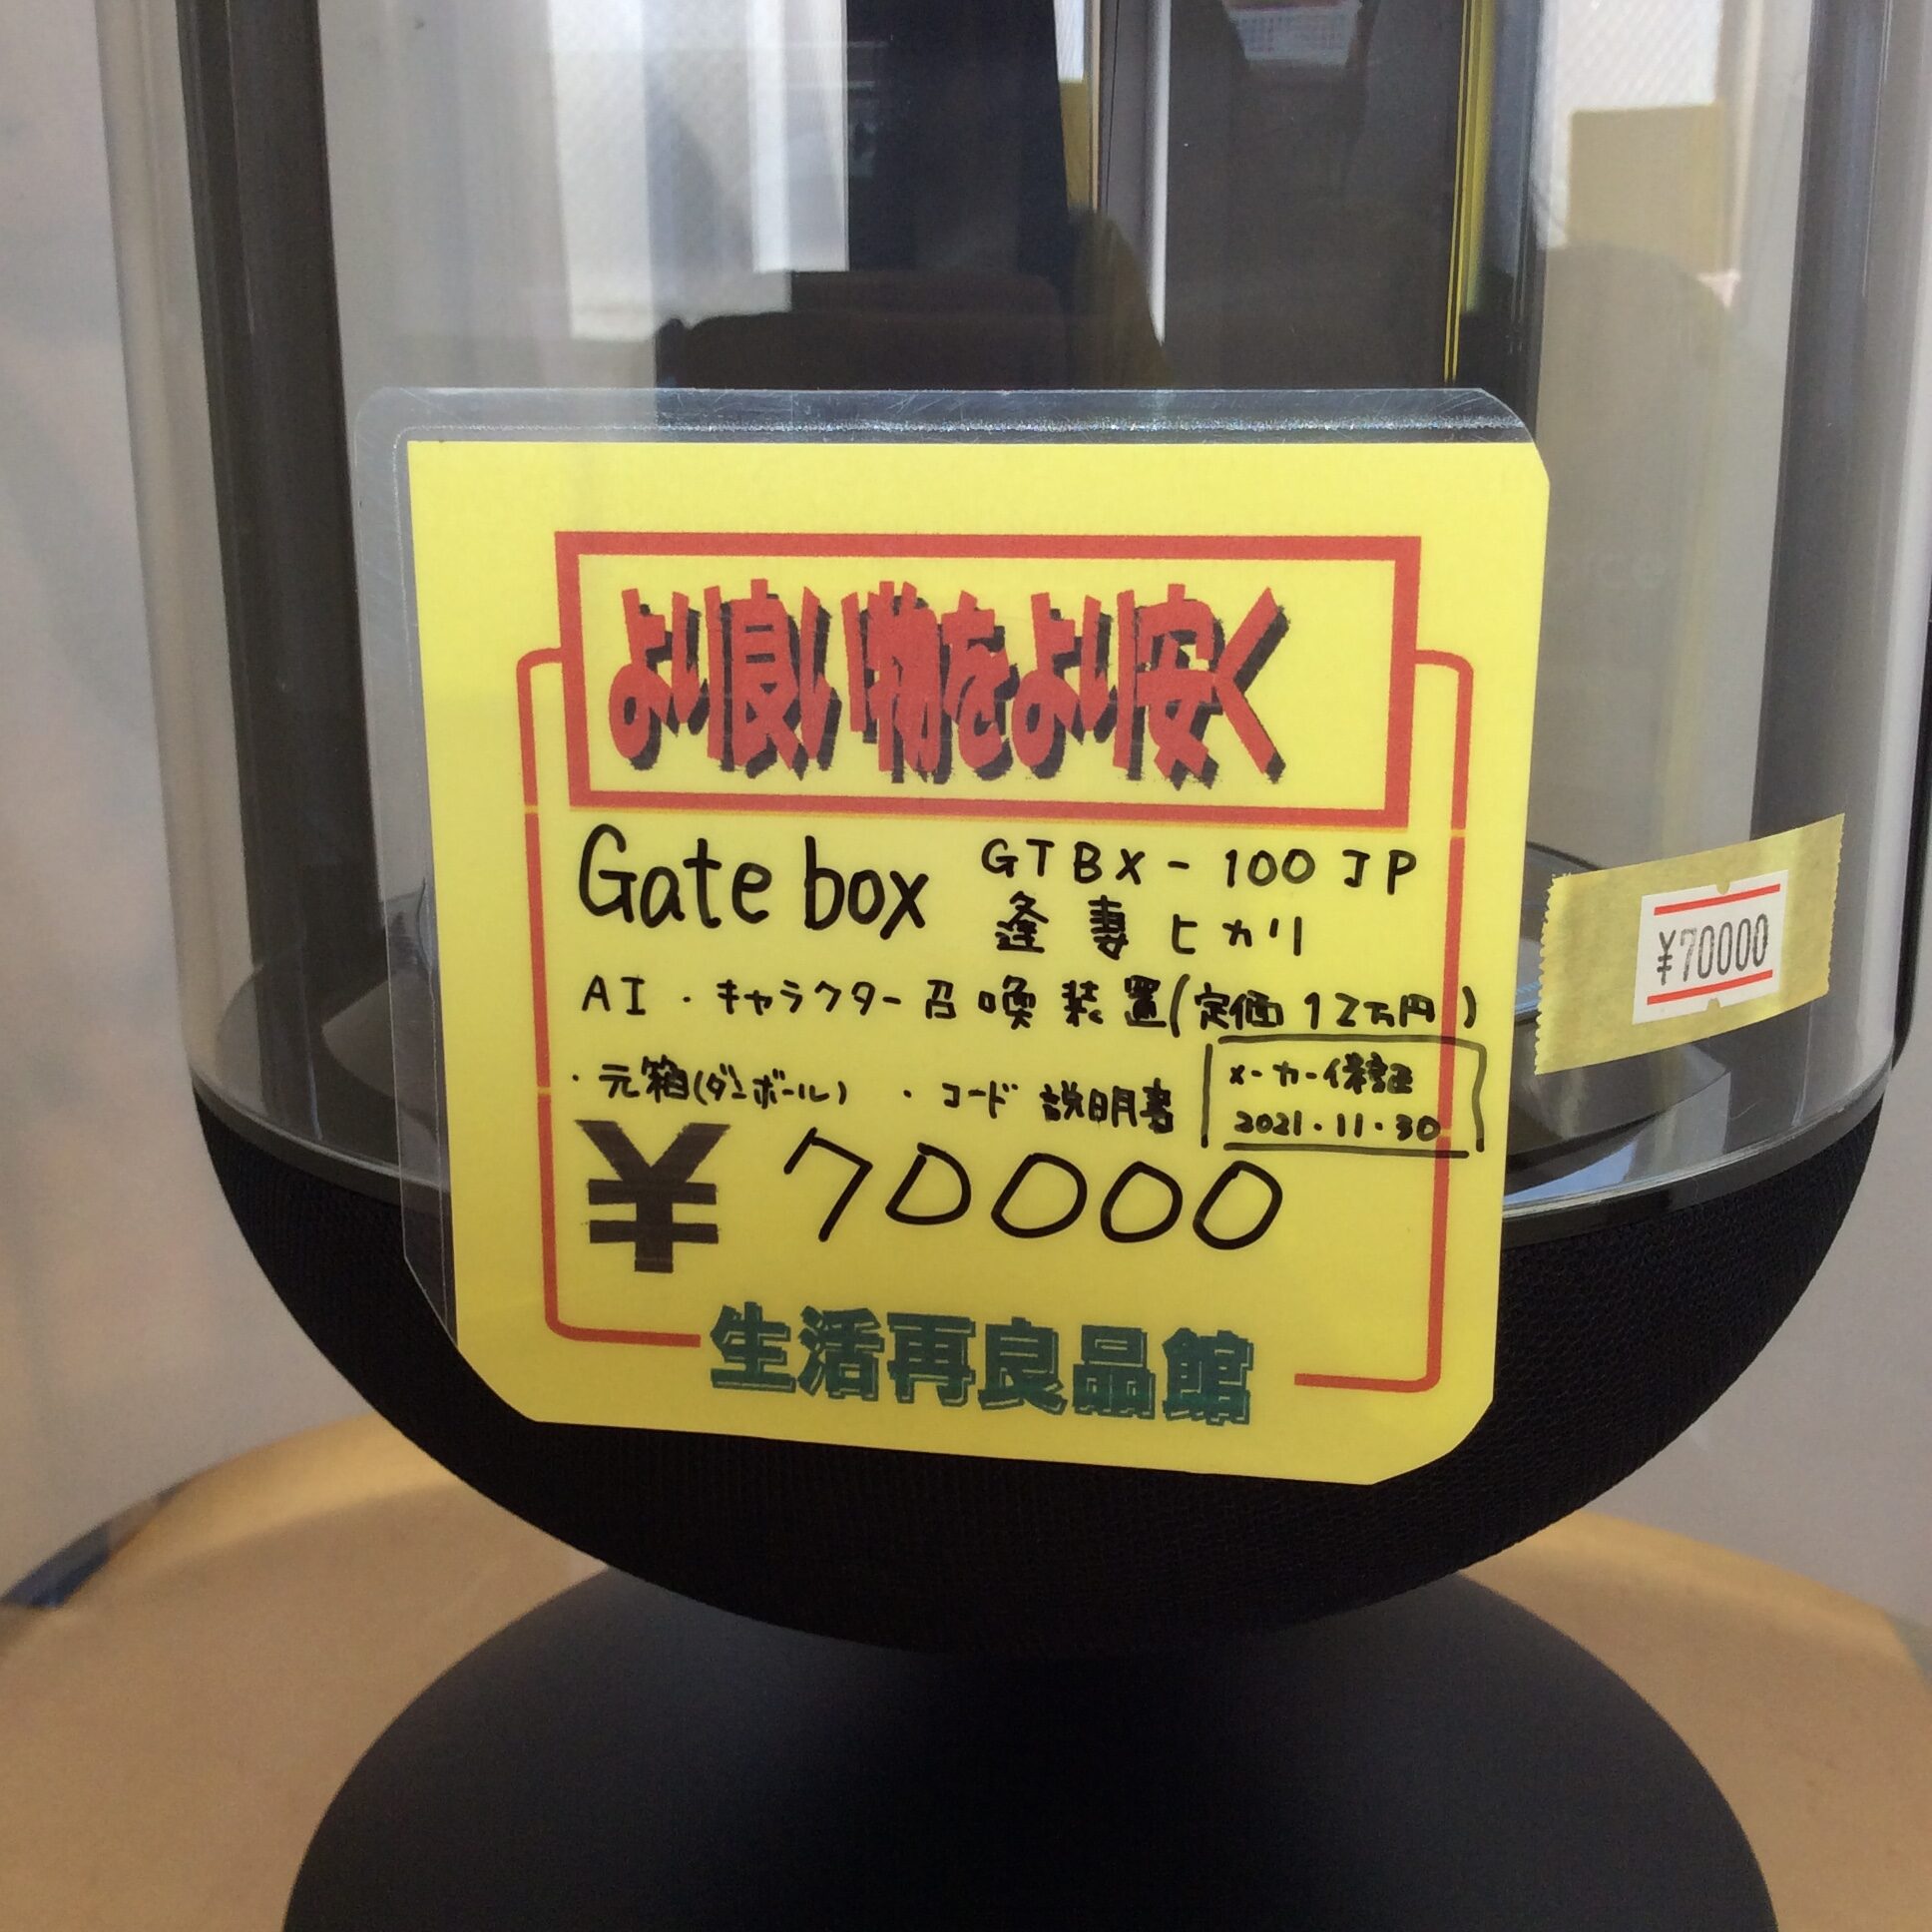 より良い物をより安く
Gate box GTBX-100JP
逢妻ヒカリ
AI・キャラクター召喚装置(定価12万円)
・元箱(ダンボール) ・コード 説明書
メーカー保証
2021.11.30
¥70000
生活再良品館
¥70000